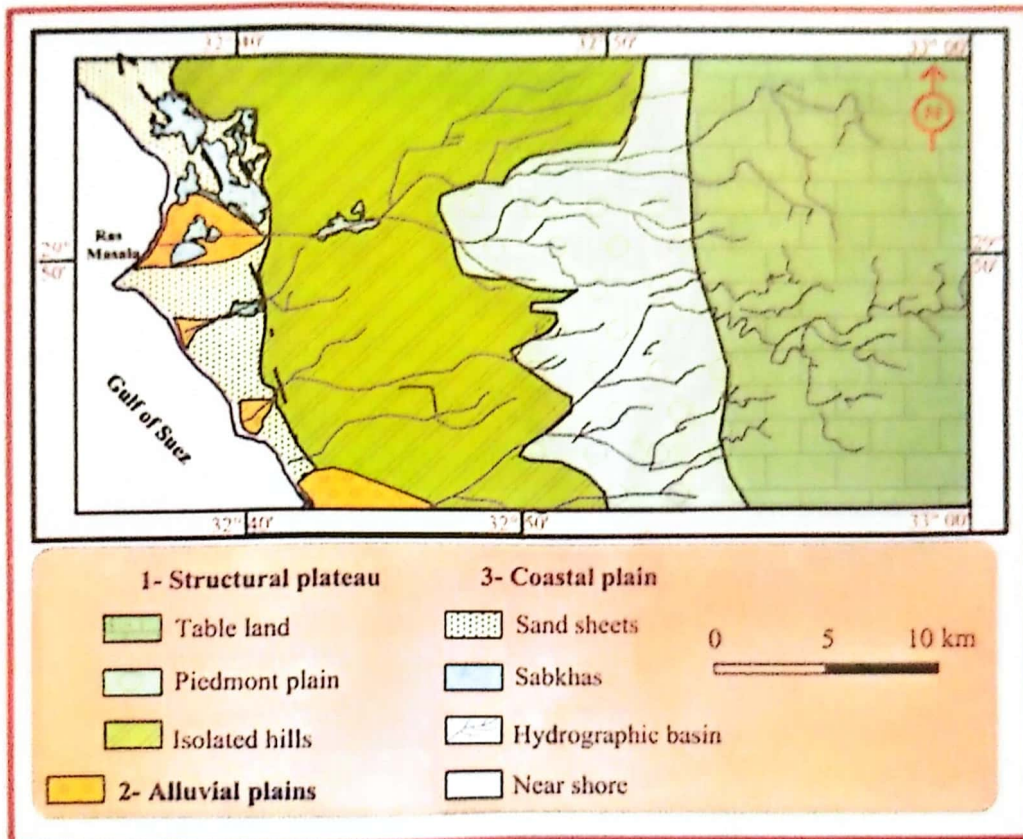 32° 40'
32° 50'
33° 00'
N
Ras
Masala
29°
50'
29°
50'
Gulf of Suez
32° 40'
32° 50'
33° 00'
1- Structural plateau
Table land
Piedmont plain
Isolated hills
2- Alluvial plains
3- Coastal plain
Sand sheets
Sabkhas
Hydrographic basin
Near shore
0 5 10 km